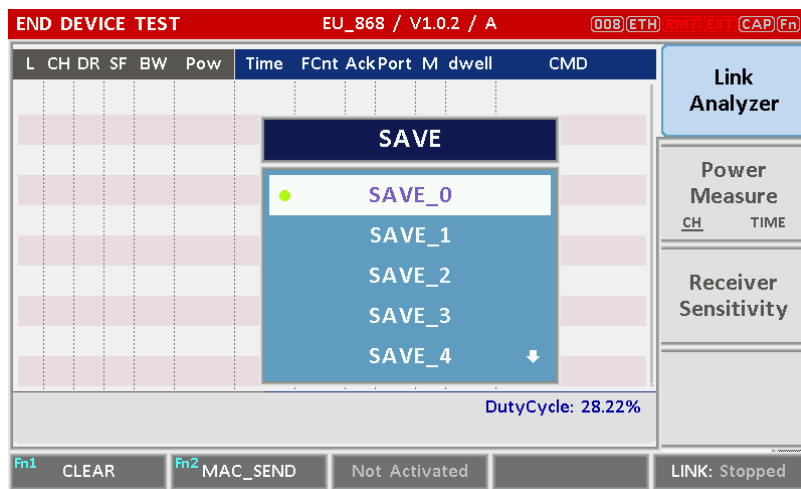 END DEVICE TEST EU_868 / V1.0.2 / A 008 ETH RMT EXT CAP Fn
L CH DR SF BW Pow Time FCnt Ack Port M dwell CMD
Link
Analyzer
SAVE
SAVE_0
SAVE_1
SAVE_2
SAVE_3
SAVE_4
Power
Measure
CH TIME
Receiver
Sensitivity
DutyCycle: 28.22%
Fn1 CLEAR Fn2 MAC_SEND Not Activated LINK: Stopped